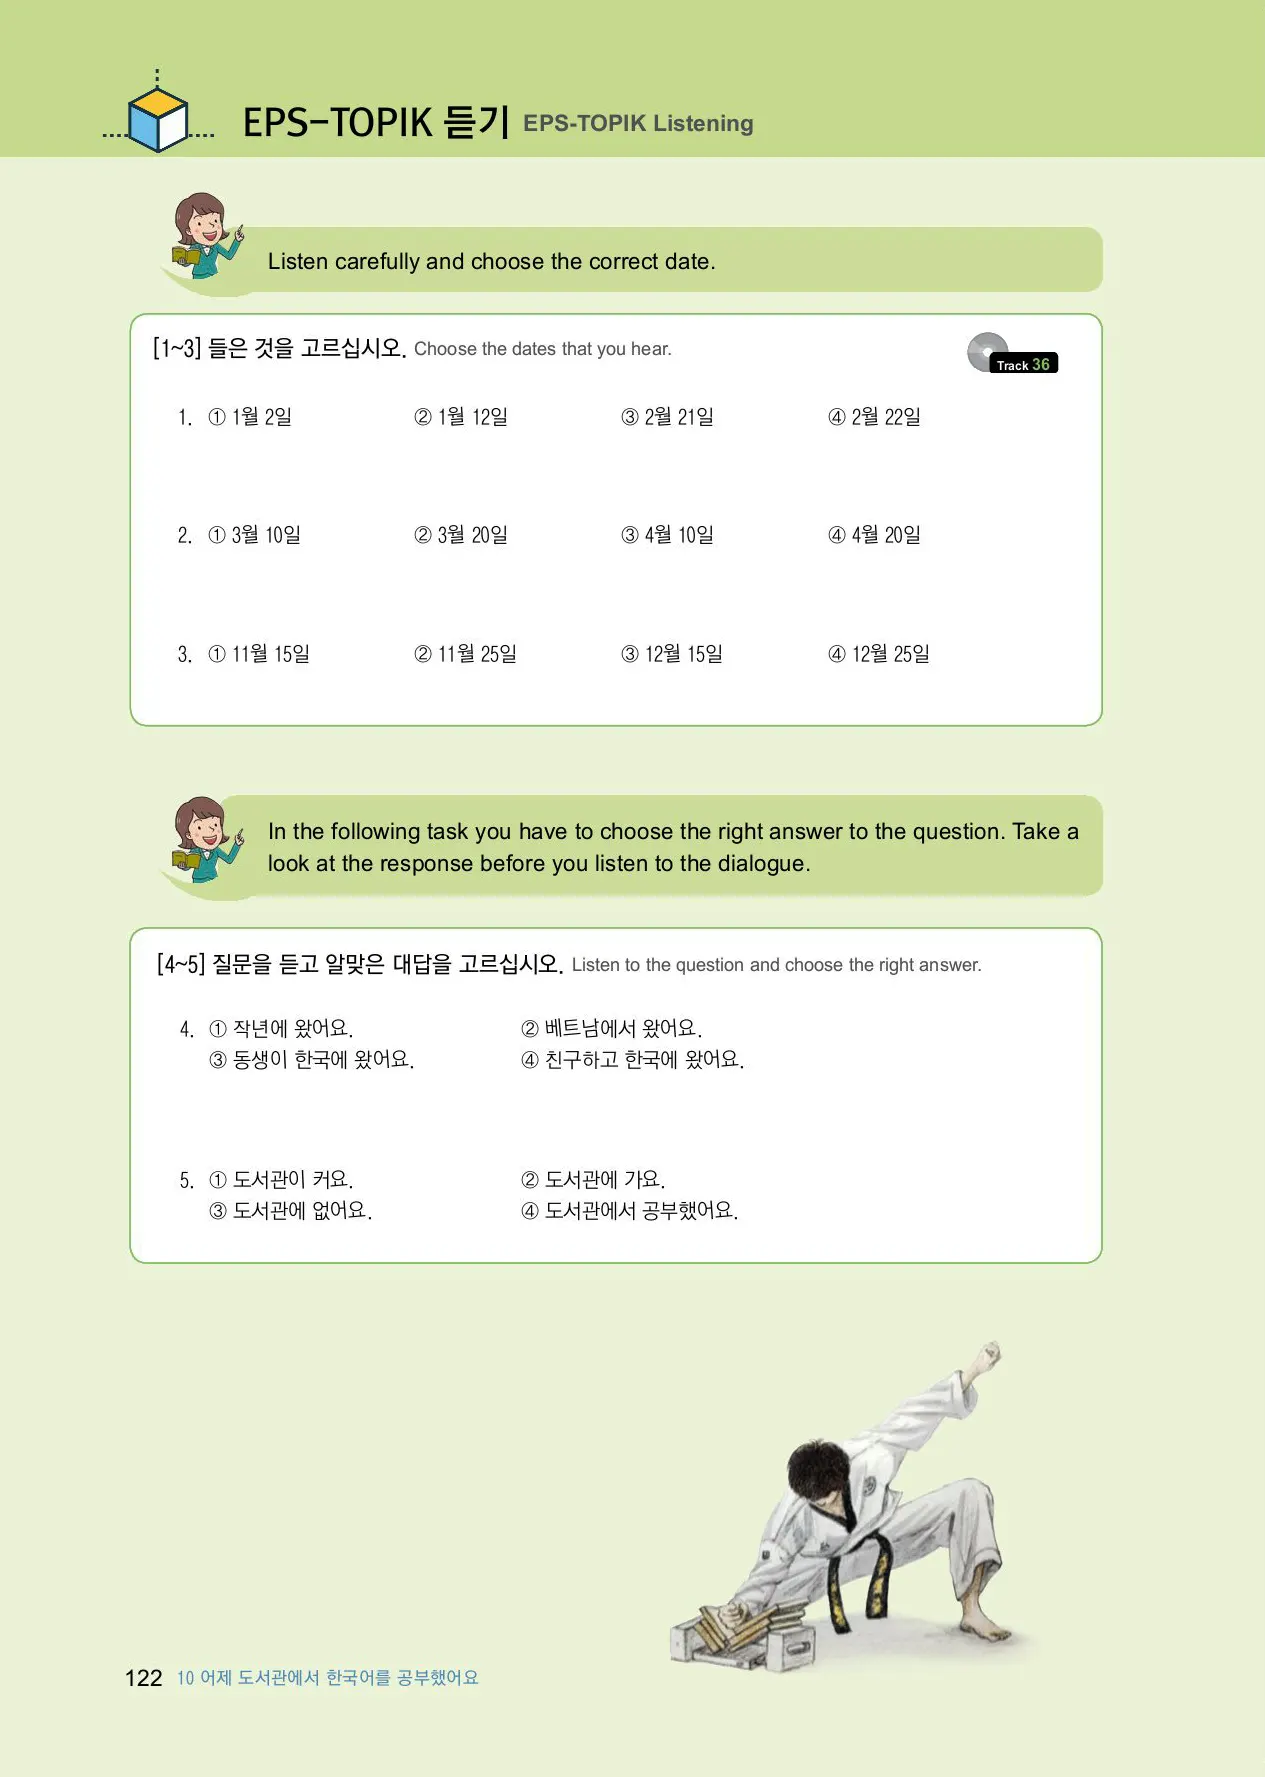 EPS-TOPIK 듣기 EPS-TOPIK Listening
Listen carefully and choose the correct date.
[1~3] 들은 것을 고르십시오. Choose the dates that you hear.
Track 36
1. ① 1월 2일 ② 1월 12일 ③ 2월 21일 ④ 2월 22일
2. ① 3월 10일 ② 3월 20일 ③ 4월 10일 ④ 4월 20일
3. ① 11월 15일 ② 11월 25일 ③ 12월 15일 ④ 12월 25일
In the following task you have to choose the right answer to the question. Take a
look at the response before you listen to the dialogue.
[4~5] 질문을 듣고 알맞은 대답을 고르십시오. Listen to the question and choose the right answer.
4. ① 작년에 왔어요. ② 베트남에서 왔어요.
③ 동생이 한국에 왔어요. ④ 친구하고 한국에 왔어요.
5. ① 도서관이 커요. ② 도서관에 가요.
③ 도서관에 없어요. ④ 도서관에서 공부했어요.
122 10 어제 도서관에서 한국어를 공부했어요